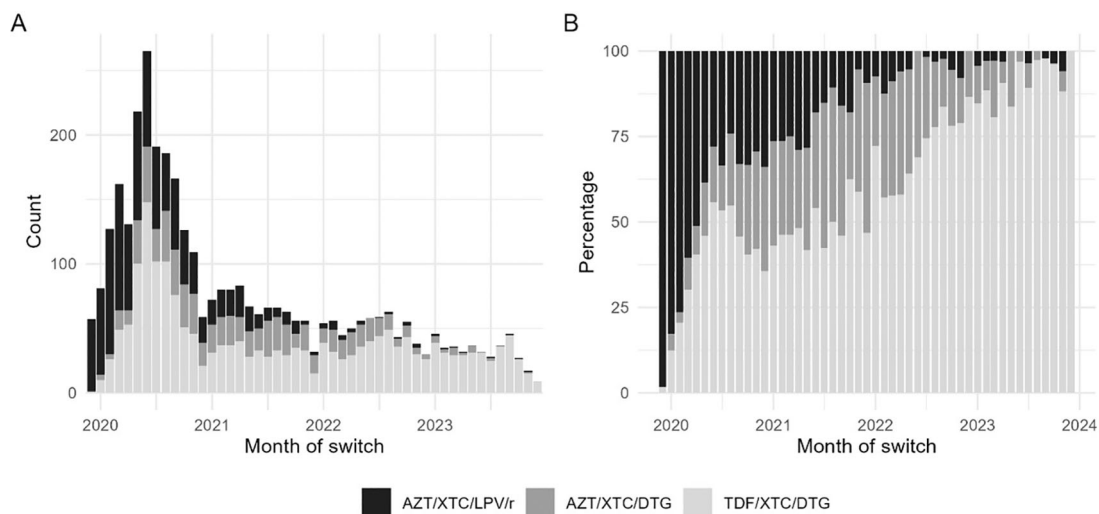 A
Count
200
100
0
2020 2021 2022 2023
Month of switch
B
Percentage
100
75
50
25
0
2020 2021 2022 2023 2024
Month of switch
AZT/XTC/LPV/r AZT/XTC/DTG TDF/XTC/DTG